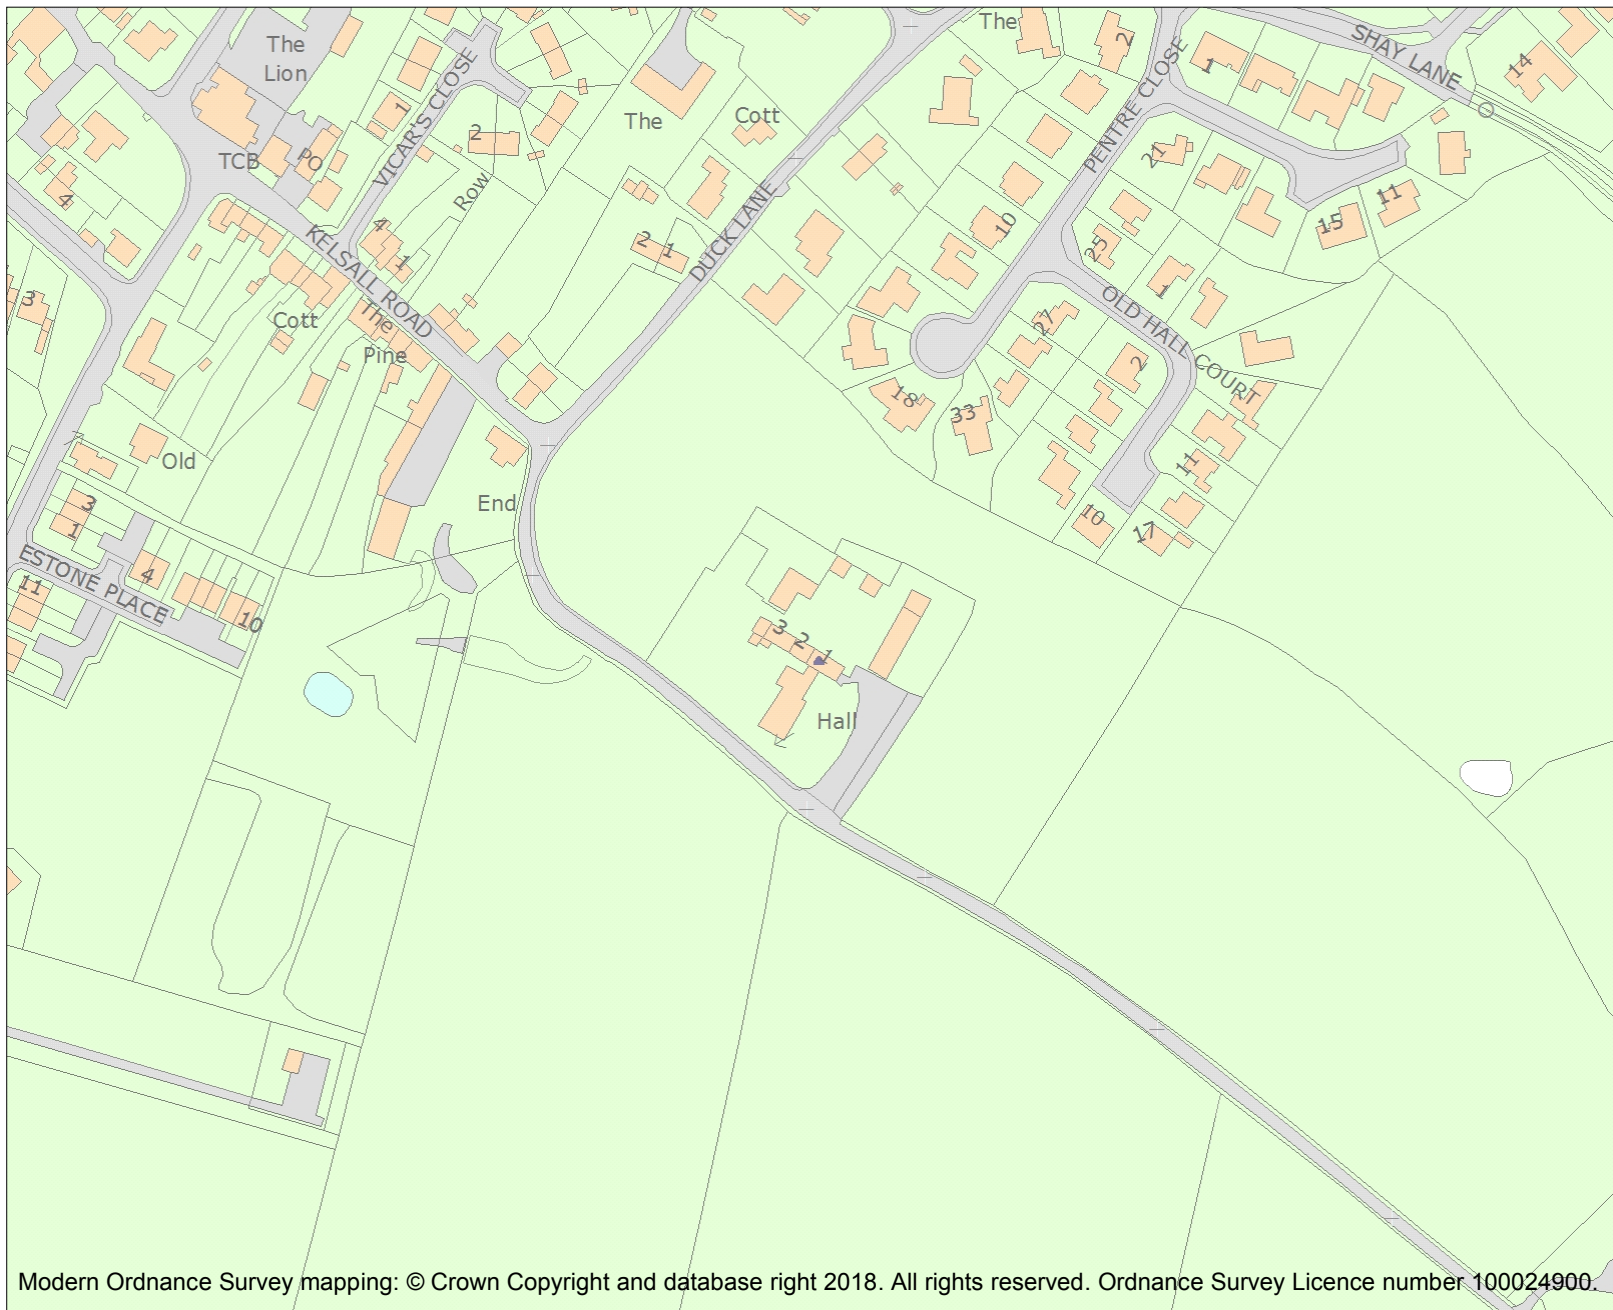 The
SHAY LANE
The
Lion
1
VICAR'S CLOSE
2
The
Cott
2
1
14
TCB
PO
PENTRE CLOSE
21
4
Row
10
15
11
4
1
KELSALL ROAD
2
1
DUCK LANE
25
1
3
Cott
The
Pine
27
OLD HALL COURT
2
18
33
Old
11
End
3
1
10
17
ESTONE PLACE
4
11
10
3
2
1
Hall
Modern Ordnance Survey mapping: © Crown Copyright and database right 2018. All rights reserved. Ordnance Survey Licence number 100024900.